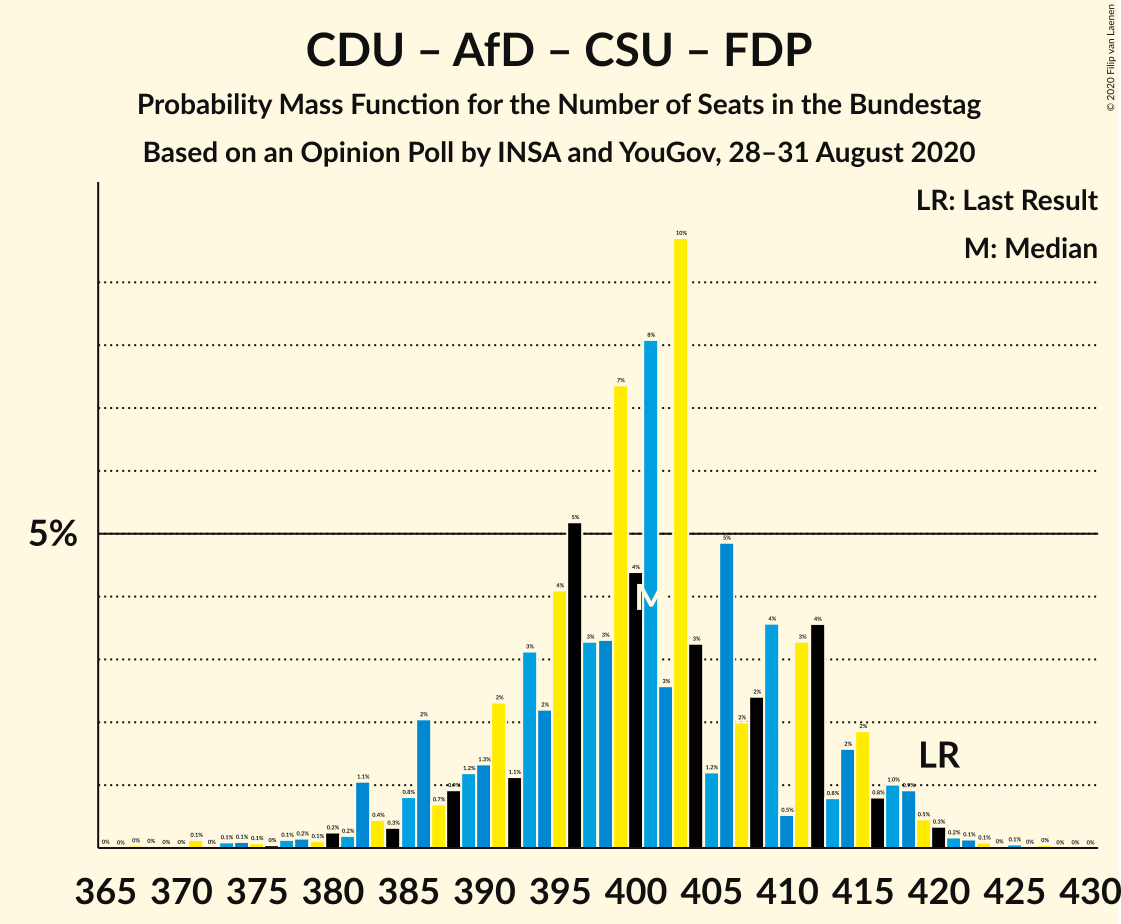 CDU – AfD – CSU – FDP
Probability Mass Function for the Number of Seats in the Bundestag
Based on an Opinion Poll by INSA and YouGov, 28–31 August 2020
© 2020 Filip van Laenen
LR: Last Result
M: Median
5%
0% 0% 0% 0% 0% 0% 0.1% 0% 0.1% 0.1% 0.1% 0% 0.1% 0.2% 0.1% 0.2% 0.2% 1.1% 0.4% 0.3% 0.8% 2% 0.7% 0.9% 1.2% 1.3% 2% 1.1% 3% 2% 4% 5% 3% 3% 7% 4% 8% 3% 10% 3% 1.2% 5% 2% 2% 4% 0.5% 3% 4% 0.8% 2% 2% 0.8% 1.0% 0.9% 0.5% 0.3% 0.2% 0.1% 0.1% 0% 0.1% 0% 0% 0% 0% 0%
M
LR
365 370 375 380 385 390 395 400 405 410 415 420 425 430